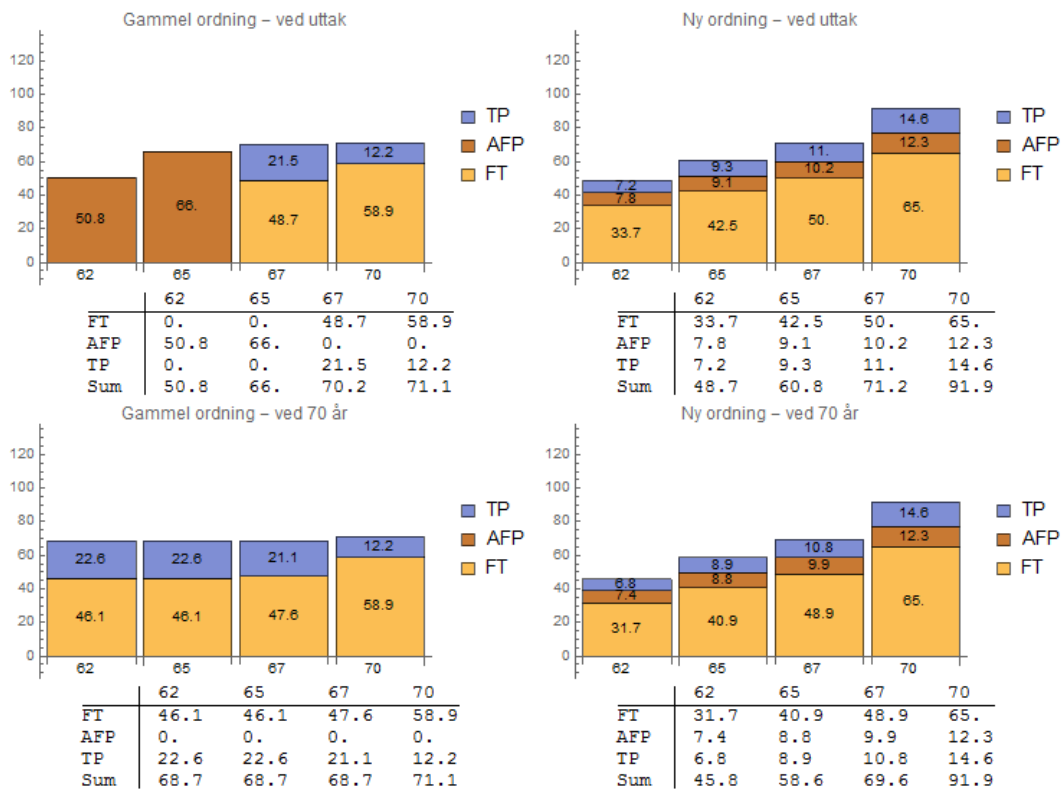 Gammel ordning – ved uttak
120
100
80
60
40
20
0
50.8
66.
21.5
48.7
12.2
58.9
62 65 67 70
TP
AFP
FT
62 65 67 70
FT 0. 0. 48.7 58.9
AFP 50.8 66. 0. 0.
TP 0. 0. 21.5 12.2
Sum 50.8 66. 70.2 71.1
Ny ordning – ved uttak
120
100
80
60
40
20
0
7.2
7.8
33.7
9.3
9.1
42.5
11.
10.2
50.
14.6
12.3
65.
62 65 67 70
TP
AFP
FT
62 65 67 70
FT 33.7 42.5 50. 65.
AFP 7.8 9.1 10.2 12.3
TP 7.2 9.3 11. 14.6
Sum 48.7 60.8 71.2 91.9
Gammel ordning – ved 70 år
120
100
80
60
40
20
0
22.6
46.1
22.6
46.1
21.1
47.6
12.2
58.9
62 65 67 70
TP
AFP
FT
62 65 67 70
FT 46.1 46.1 47.6 58.9
AFP 0. 0. 0. 0.
TP 22.6 22.6 21.1 12.2
Sum 68.7 68.7 68.7 71.1
Ny ordning – ved 70 år
120
100
80
60
40
20
0
6.8
7.4
31.7
8.9
8.8
40.9
10.8
9.9
48.9
14.6
12.3
65.
62 65 67 70
TP
AFP
FT
62 65 67 70
FT 31.7 40.9 48.9 65.
AFP 7.4 8.8 9.9 12.3
TP 6.8 8.9 10.8 14.6
Sum 45.8 58.6 69.6 91.9